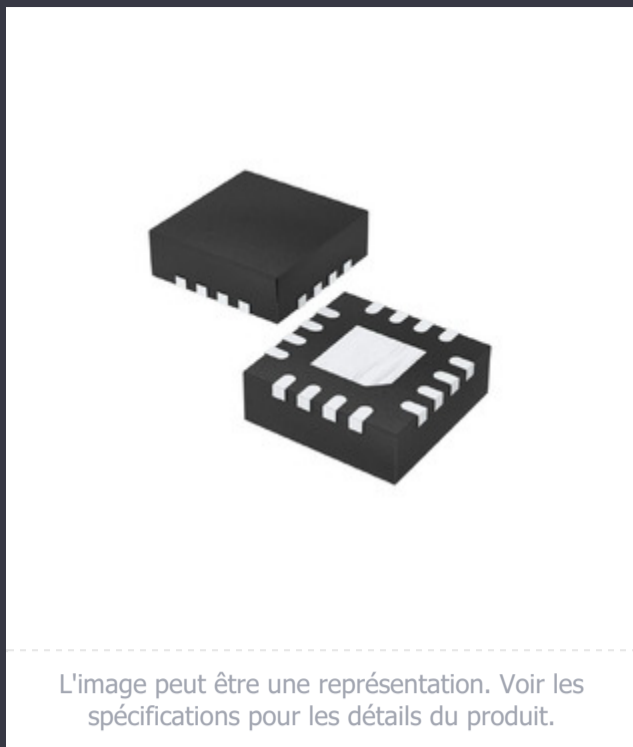 L'image peut être une représentation. Voir les
spécifications pour les détails du produit.